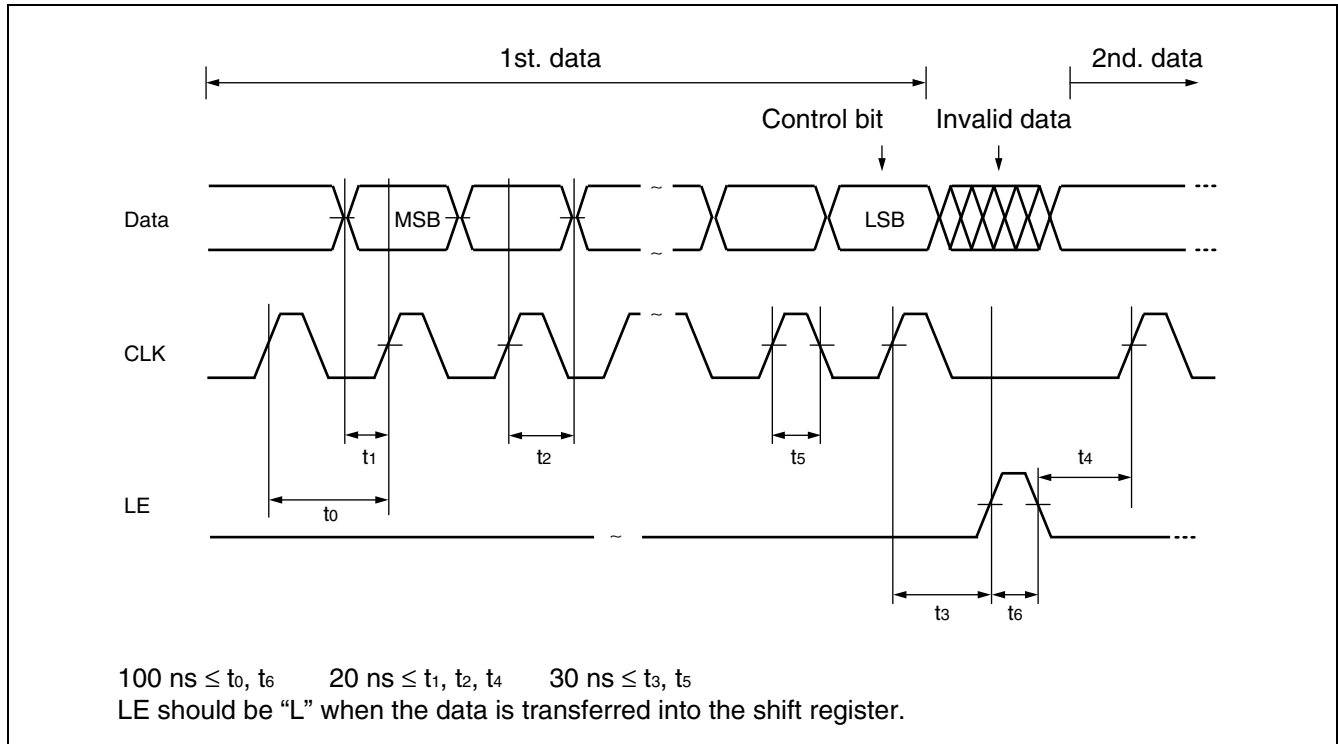 1st. data
2nd. data
Control bit
Invalid data
Data
MSB
LSB
~
~
...
...
CLK
~
t1
t2
t5
t4
LE
t0
~
...
t3
t6
100 ns ≤ t0, t6 20 ns ≤ t1, t2, t4 30 ns ≤ t3, t5
LE should be “L” when the data is transferred into the shift register.